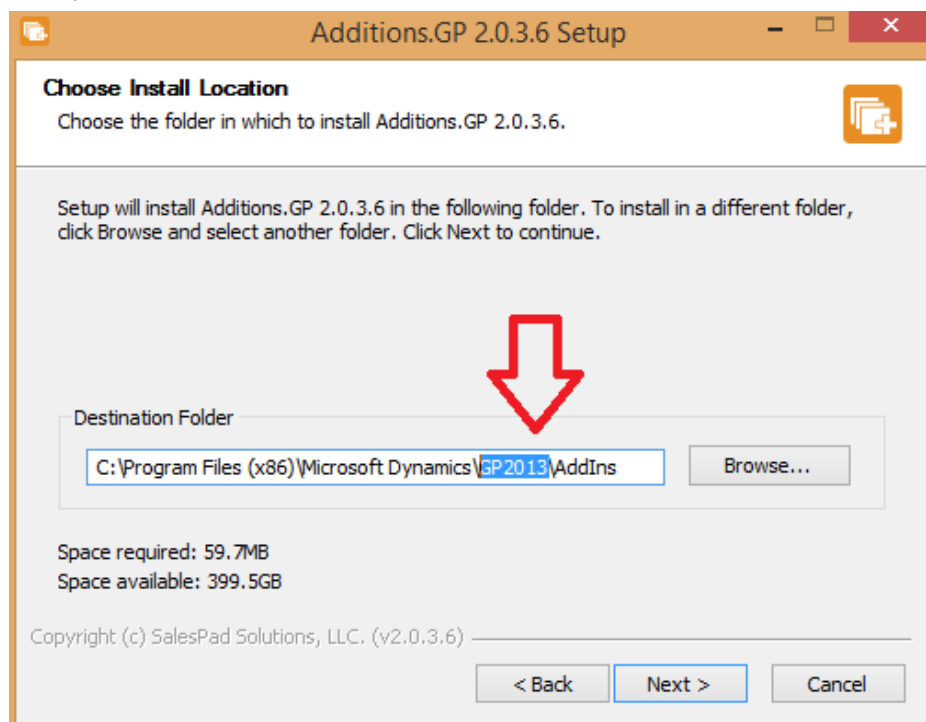 Additions.GP 2.0.3.6 Setup
Choose Install Location
Choose the folder in which to install Additions.GP 2.0.3.6.
Setup will install Additions.GP 2.0.3.6 in the following folder. To install in a different folder,
click Browse and select another folder. Click Next to continue.
Destination Folder
C:\Program Files (x86)\Microsoft Dynamics\GP2013\AddIns
Browse...
Space required: 59.7MB
Space available: 399.5GB
Copyright (c) SalesPad Solutions, LLC. (v2.0.3.6)
< Back Next > Cancel